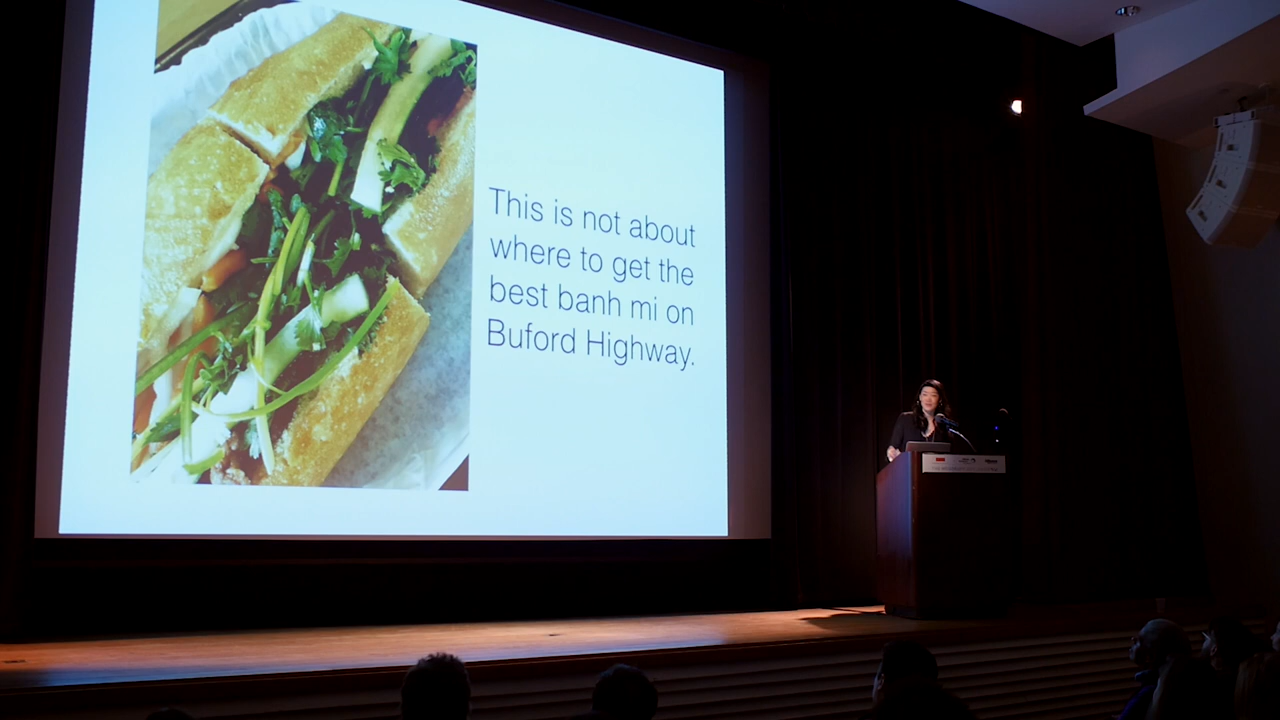 This is not about
where to get the
best banh mi on
Buford Highway.